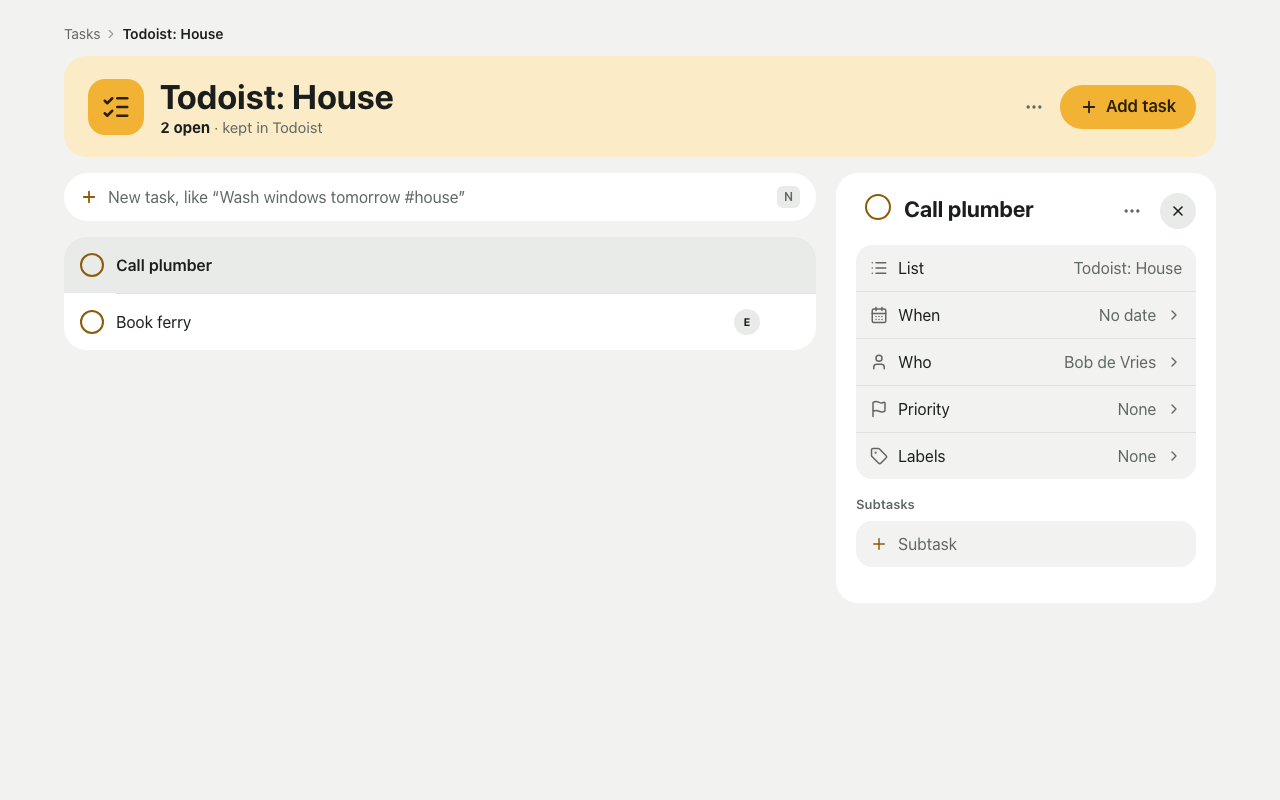 Tasks > Todoist: House
Todoist: House
2 open · kept in Todoist
Add task
New task, like “Wash windows tomorrow #house”
N
Call plumber
Book ferry
E
Call plumber
List Todoist: House
When No date
Who Bob de Vries
Priority None
Labels None
Subtasks
Subtask